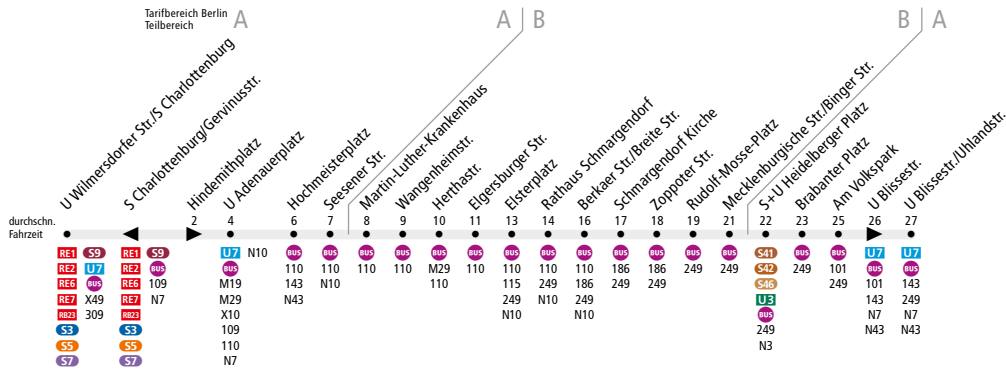 Tarifbereich Berlin
Teilbereich
A
A
B
B
A
U Wilmersdorfer Str./S Charlottenburg
S Charlottenburg/Gervinusstr.
Hindemithplatz
U Adenauerplatz
Hochmeisterplatz
Seesener Str.
Martin-Luther-Krankenhaus
Wangenheimstr.
Herthastr.
Elgersburger Str.
Elsterplatz
Rathaus Schmargendorf
Berkaer Str./Breite Str.
Schmargendorf Kirche
Zoppoter Str.
Rudolf-Mosse-Platz
Mecklenburgische Str./Binger Str.
S+U Heidelberger Platz
Brabanter Platz
Am Volkspark
U Blissestr.
U Blissestr./Uhlandstr.
durchschn.
Fahrzeit
2 4 6 7 8 9 10 11 13 14 16 17 18 19 21 22 23 25 26 27
RE1 S9 RE1 S9 U7 N10 BUS BUS BUS BUS BUS BUS BUS BUS BUS BUS BUS BUS BUS S41 BUS BUS U7 U7
RE2 U7 RE2 BUS BUS 110 110 110 110 M29 110 110 110 110 186 186 249 249 S42 249 101 BUS BUS
RE6 BUS RE6 109 M19 143 N10 110 115 249 186 249 249 S46 249 101 143
RE7 X49 RE7 N7 M29 N43 249 N10 249 U3 143 249
RB23 309 RB23 X10 N10 N10 BUS N7 N7
S3 S3 109 249 N43 N43
S5 S5 110 N3
S7 S7 N7